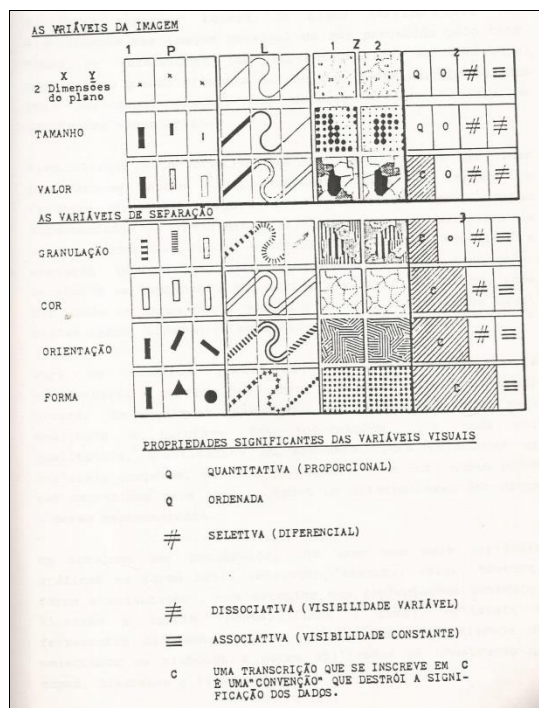 AS VARIÁVEIS DA IMAGEM
1 P L 1 Z 2 2
X Y
2 Dimensões
do plano
Q O ≠ ≡
TAMANHO
Q O ≠ ≠
VALOR
C O ≠ ≠
AS VARIÁVEIS DE SEPARAÇÃO
3
GRANULAÇÃO
O ≠ ≡
COR
C ≠ ≡
ORIENTAÇÃO
C ≠ ≡
FORMA
C ≡
PROPRIEDADES SIGNIFICANTES DAS VARIÁVEIS VISUAIS
Q QUANTITATIVA (PROPORCIONAL)
O ORDENADA
≠ SELETIVA (DIFERENCIAL)
≢ DISSOCIATIVA (VISIBILIDADE VARIÁVEL)
≡ ASSOCIATIVA (VISIBILIDADE CONSTANTE)
C UMA TRANSCRIÇÃO QUE SE INSCREVE EM C
É UMA"CONVENÇÃO" QUE DESTRÓI A SIGNI-
FICAÇÃO DOS DADOS.